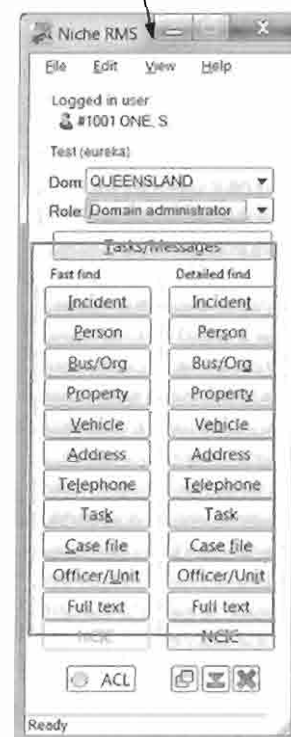 Niche RMS
File Edit View Help
Logged in user
#1001 ONE, S
Test (eureka)
Dom: QUEENSLAND
Role: Domain administrator
Tasks/Messages
Fast find Detailed find
Incident Incident
Person Person
Bus/Org Bus/Org
Property Property
Vehicle Vehicle
Address Address
Telephone Telephone
Task Task
Case file Case file
Officer/Unit Officer/Unit
Full text Full text
NCIC NCIC
ACL
Ready